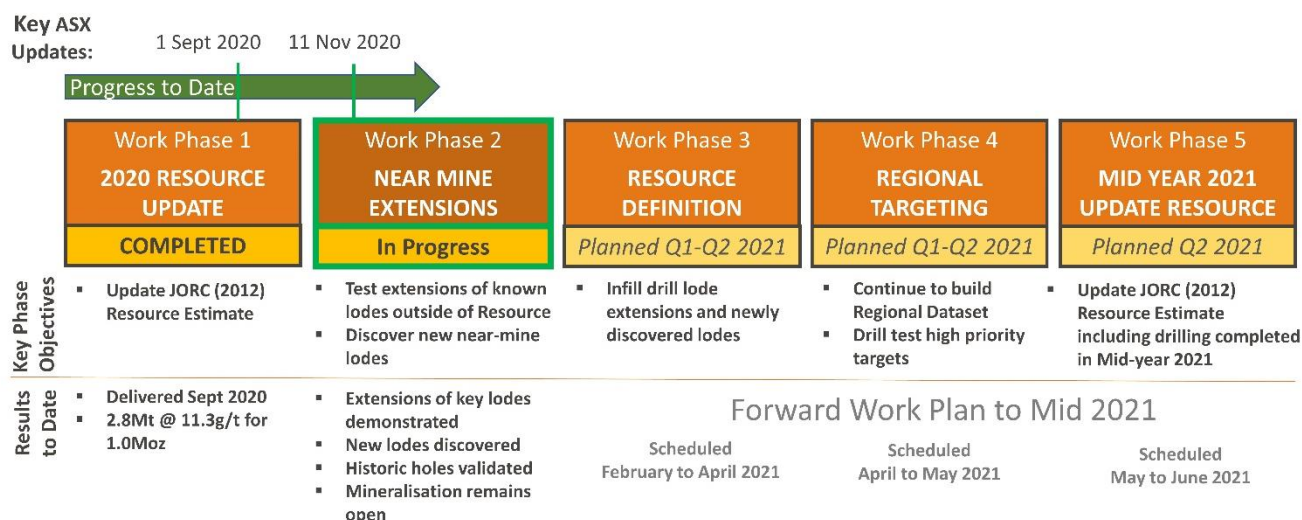 Key ASX
Updates:
1 Sept 2020
11 Nov 2020
Progress to Date
Work Phase 1
2020 RESOURCE
UPDATE
COMPLETED
Work Phase 2
NEAR MINE
EXTENSIONS
In Progress
Work Phase 3
RESOURCE
DEFINITION
Planned Q1-Q2 2021
Work Phase 4
REGIONAL
TARGETING
Planned Q1-Q2 2021
Work Phase 5
MID YEAR 2021
UPDATE RESOURCE
Planned Q2 2021
Key Phase
Objectives
▪ Update JORC (2012)
Resource Estimate
▪ Test extensions of known
lodes outside of Resource
▪ Discover new near-mine
lodes
▪ Infill drill lode
extensions and newly
discovered lodes
▪ Continue to build
Regional Dataset
▪ Drill test high priority
targets
▪ Update JORC (2012)
Resource Estimate
including drilling completed
in Mid-year 2021
Results
to Date
▪ Delivered Sept 2020
▪ 2.8Mt @ 11.3g/t for
1.0Moz
▪ Extensions of key lodes
demonstrated
▪ New lodes discovered
▪ Historic holes validated
▪ Mineralisation remains
open
Forward Work Plan to Mid 2021
Scheduled
February to April 2021
Scheduled
April to May 2021
Scheduled
May to June 2021